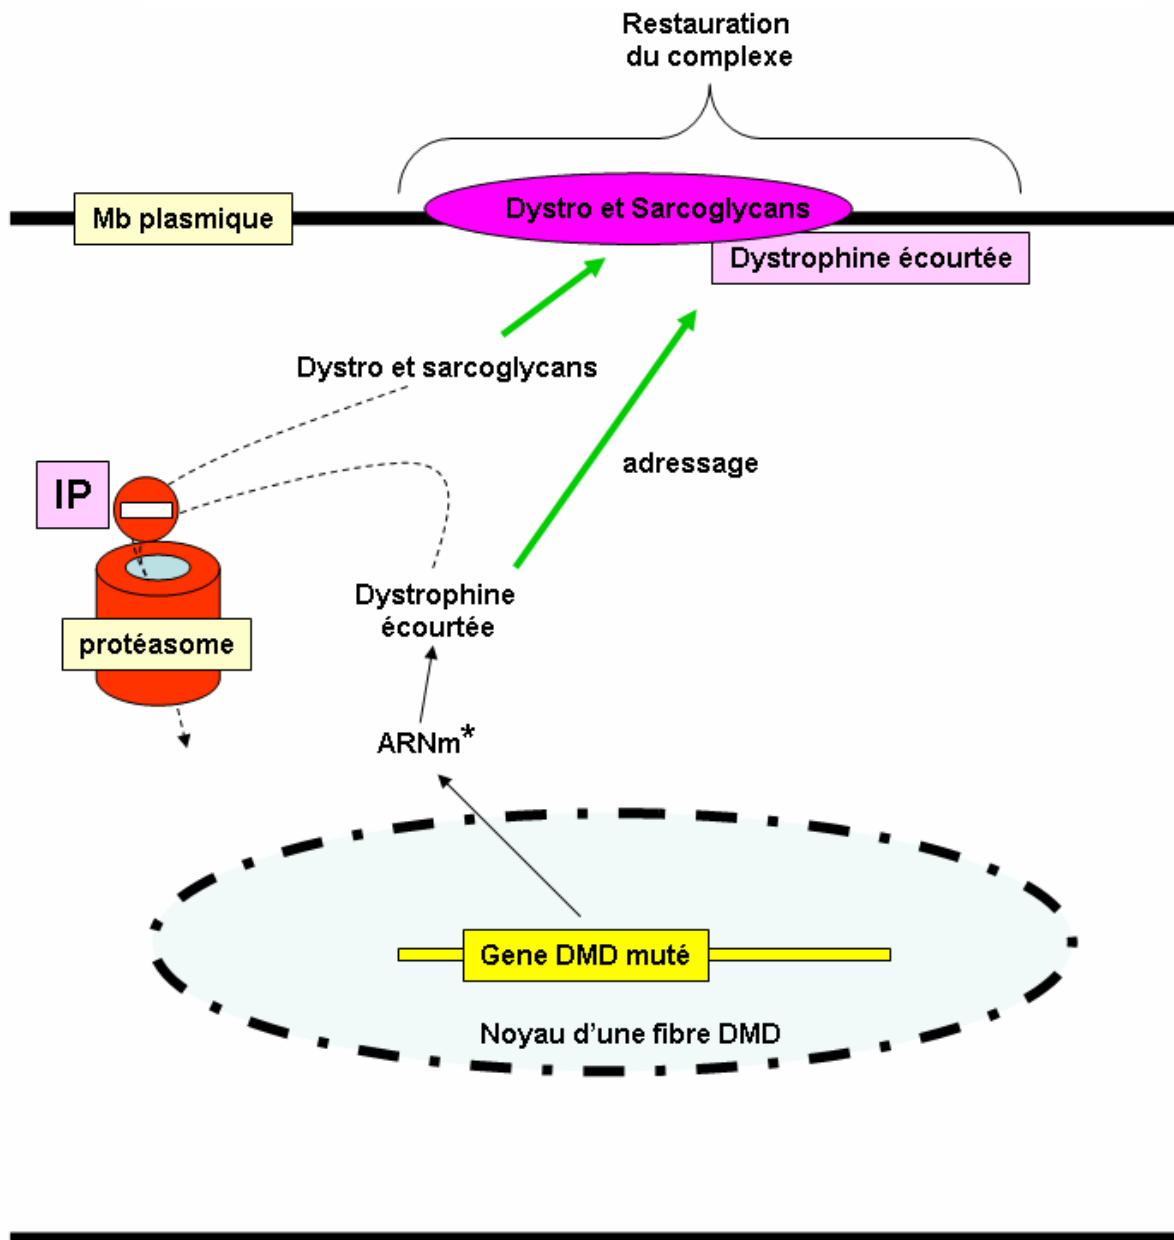 Restauration
du complexe
Mb plasmique
Dystro et Sarcoglycans
Dystrophine écourtée
Dystro et sarcoglycans
adressage
IP
Dystrophine
écourtée
protéasome
ARNm*
Gene DMD muté
Noyau d’une fibre DMD